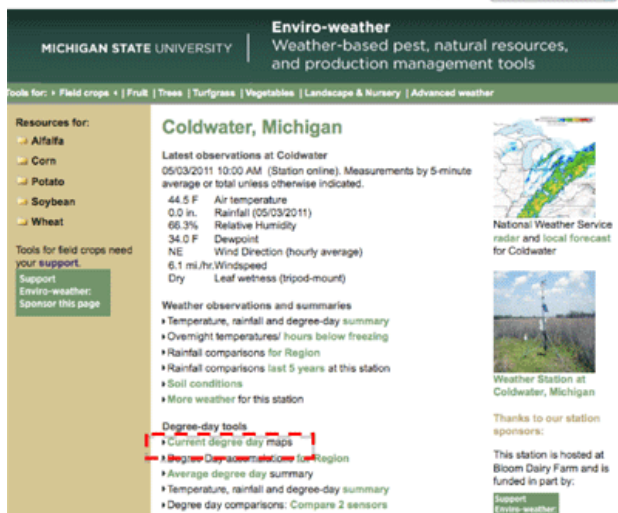 MICHIGAN STATE UNIVERSITY
Enviro-weather
Weather-based pest, natural resources,
and production management tools
Tools for: › Field crops ‹ | Fruit | Trees | Turfgrass | Vegetables | Landscape & Nursery | Advanced weather
Resources for:
Alfalfa
Corn
Potato
Soybean
Wheat
Tools for field crops need
your support.
Support
Enviro-weather:
Sponsor this page
Coldwater, Michigan
Latest observations at Coldwater
05/03/2011 10:00 AM (Station online). Measurements by 5-minute
average or total unless otherwise indicated.
44.5 F Air temperature
0.0 in. Rainfall (05/03/2011)
66.3% Relative Humidity
34.0 F Dewpoint
NE Wind Direction (hourly average)
6.1 mi./hr. Windspeed
Dry Leaf wetness (tripod-mount)
Weather observations and summaries
Temperature, rainfall and degree-day summary
Overnight temperatures/ hours below freezing
Rainfall comparisons for Region
Rainfall comparisons last 5 years at this station
Soil conditions
More weather for this station
Degree-day tools
Current degree day maps
Degree Day accumulations for Region
Average degree day summary
Temperature, rainfall and degree-day summary
Degree day comparisons: Compare 2 sensors
National Weather Service
radar and local forecast
for Coldwater
Weather Station at
Coldwater, Michigan
Thanks to our station
sponsors:
This station is hosted at
Bloom Dairy Farm and is
funded in part by:
Support
Enviro-weather: